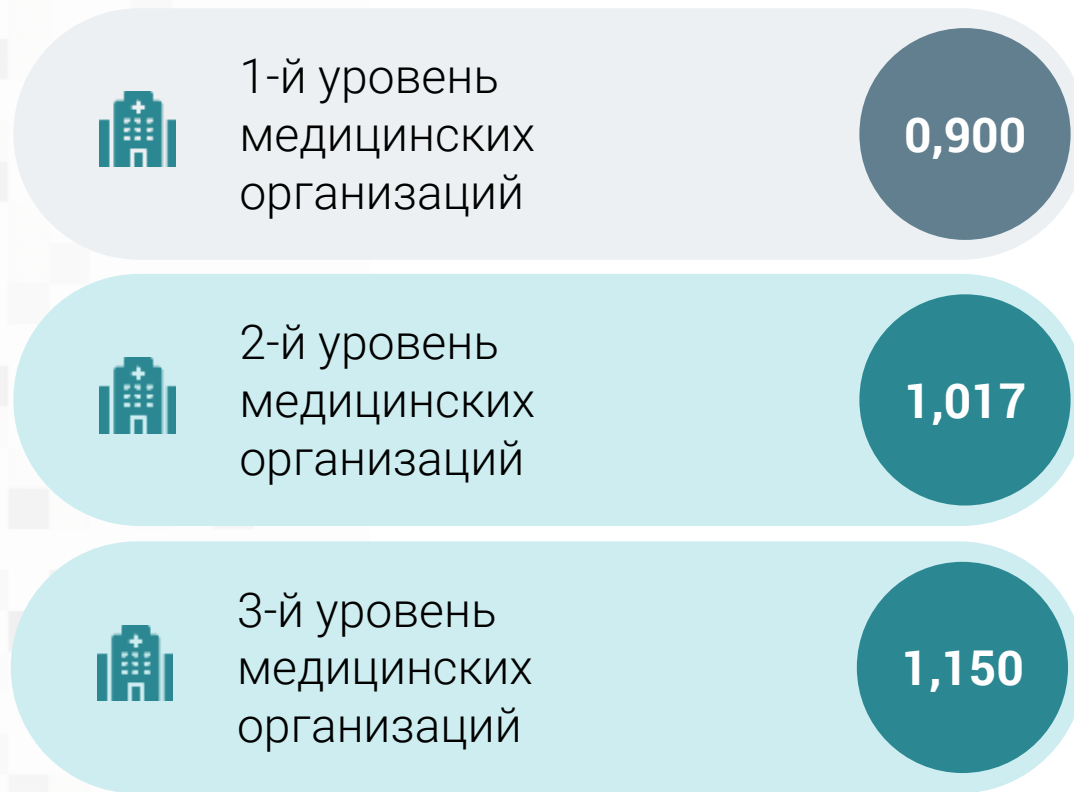 1-й уровень
медицинских
организаций
0,900
2-й уровень
медицинских
организаций
1,017
3-й уровень
медицинских
организаций
1,150